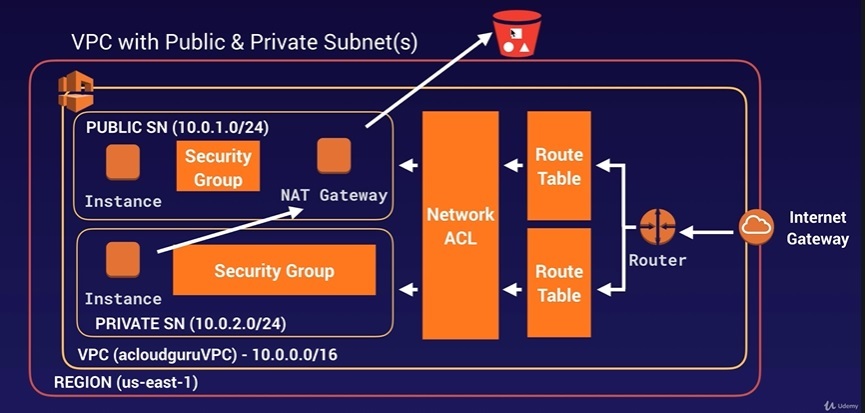 VPC with Public & Private Subnet(s)
PUBLIC SN (10.0.1.0/24)
Instance
Security
Group
NAT Gateway
Instance
Security Group
PRIVATE SN (10.0.2.0/24)
Network
ACL
Route
Table
Route
Table
Router
Internet
Gateway
VPC (acloudguruVPC) - 10.0.0.0/16
REGION (us-east-1)
Udemy